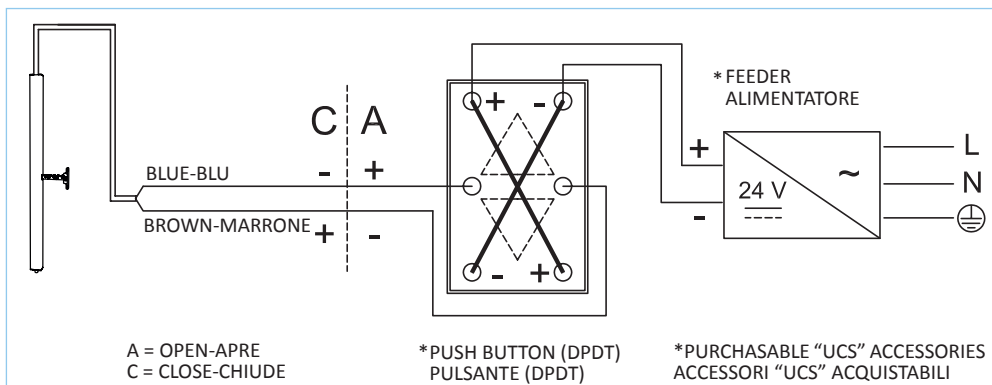 * FEEDER
ALIMENTATORE
C A
+ -
L
BLUE-BLU
- +
+
24 V
~
N
BROWN-MARRONE
+ -
-
- +
A = OPEN-APRE
C = CLOSE-CHIUDE
*PUSH BUTTON (DPDT)
PULSANTE (DPDT)
*PURCHASABLE “UCS” ACCESSORIES
ACCESSORI “UCS” ACQUISTABILI